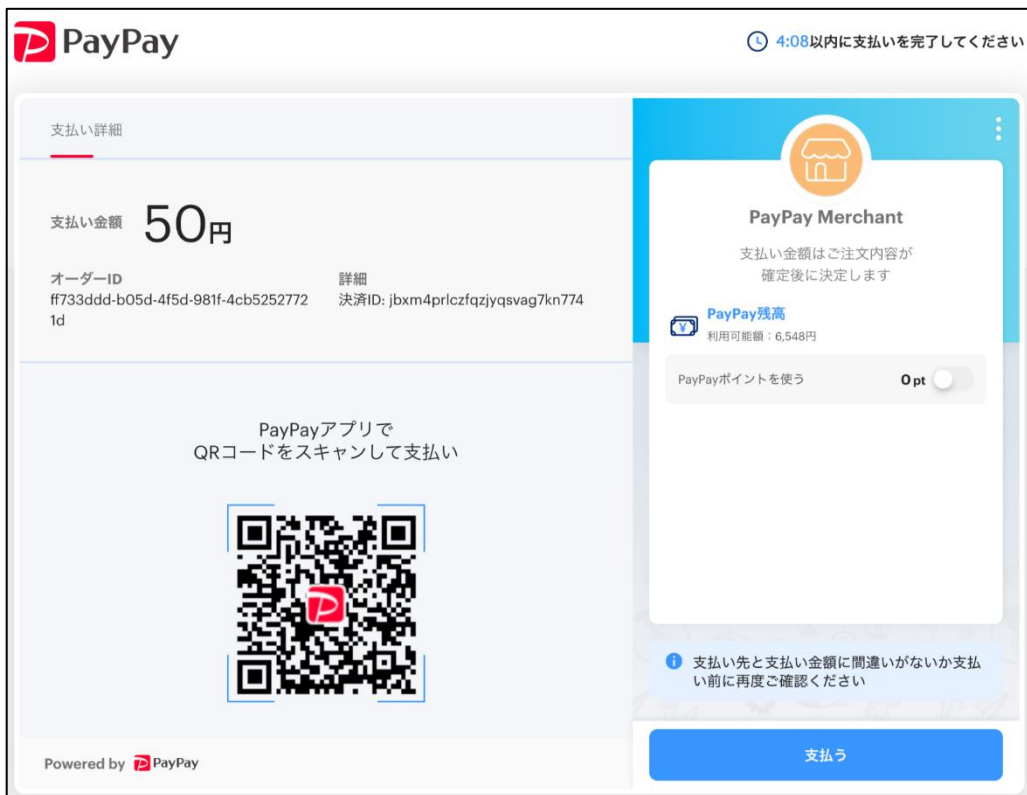 PayPay
4:08以内に支払いを完了してください
支払い詳細
支払い金額 50円
オーダーID
ff733ddd-b05d-4f5d-981f-4cb5252772
1d
詳細
決済ID: jbxm4prlczfqzjyqsvag7kn774
PayPayアプリで
QRコードをスキャンして支払い
Powered by PayPay
PayPay Merchant
支払い金額はご注文内容が
確定後に決定します
PayPay残高
利用可能額：6,548円
PayPayポイントを使う 0 pt
支払い先と支払い金額に間違いがないか支払
い前に再度ご確認ください
支払う